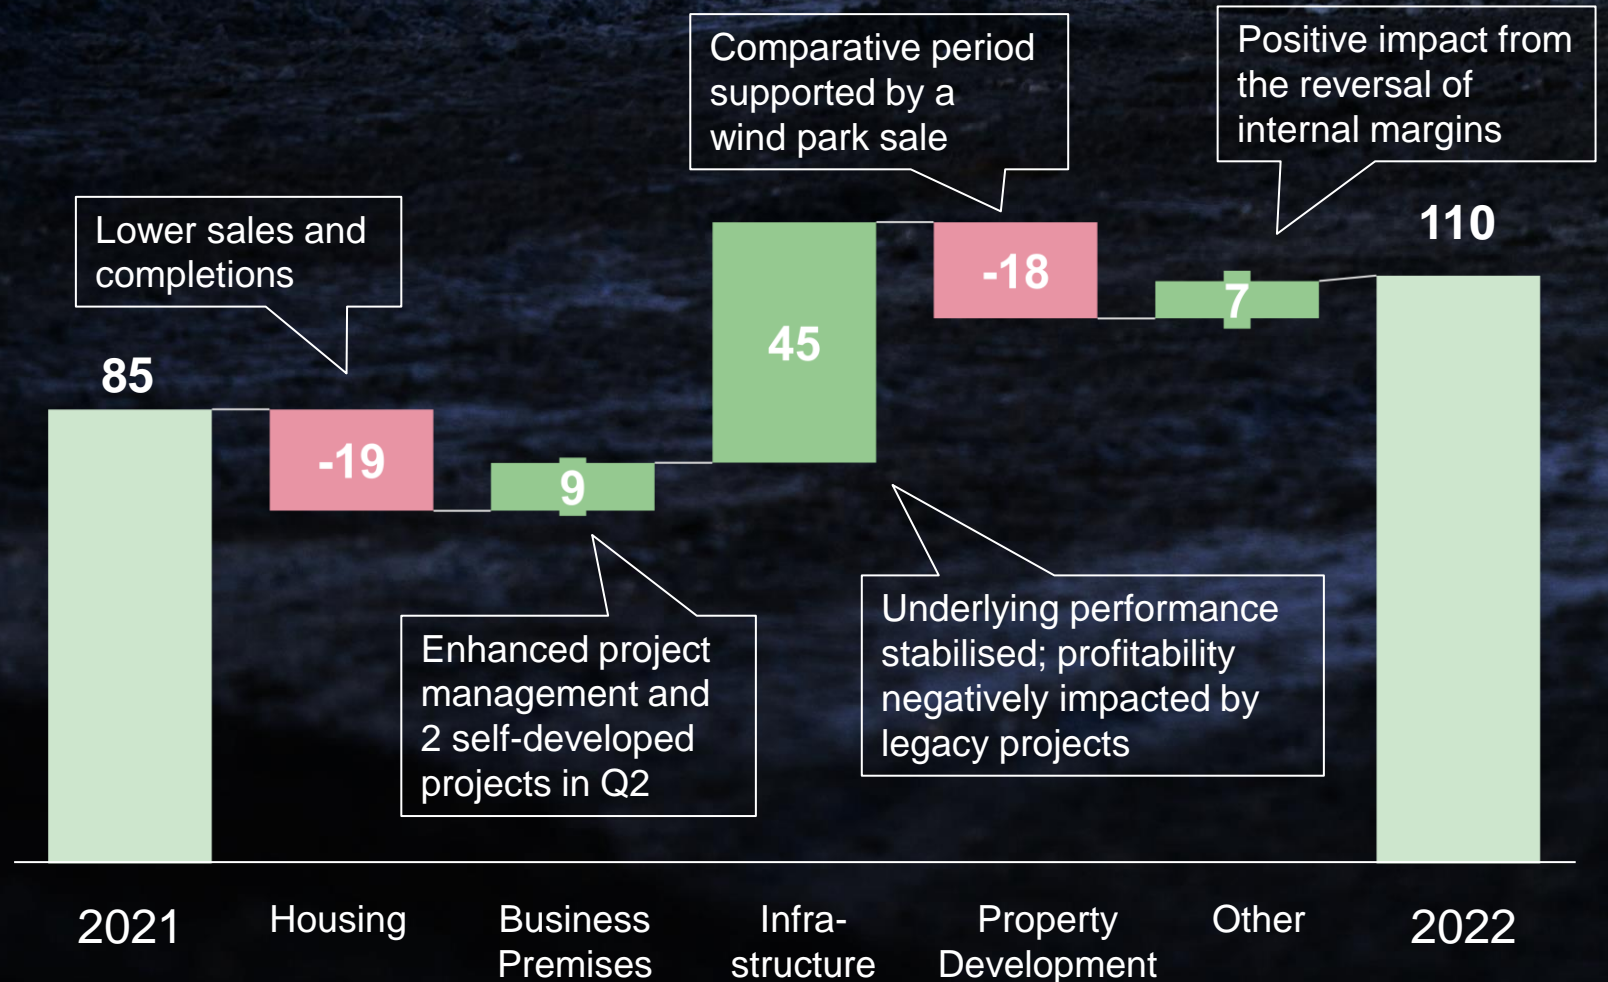 Comparative period
supported by a
wind park sale
Positive impact from
the reversal of
internal margins
Lower sales and
completions
110
85
-19
9
45
-18
7
Enhanced project
management and
2 self-developed
projects in Q2
Underlying performance
stabilised; profitability
negatively impacted by
legacy projects
2021
Housing
Business
Premises
Infra-
structure
Property
Development
Other
2022